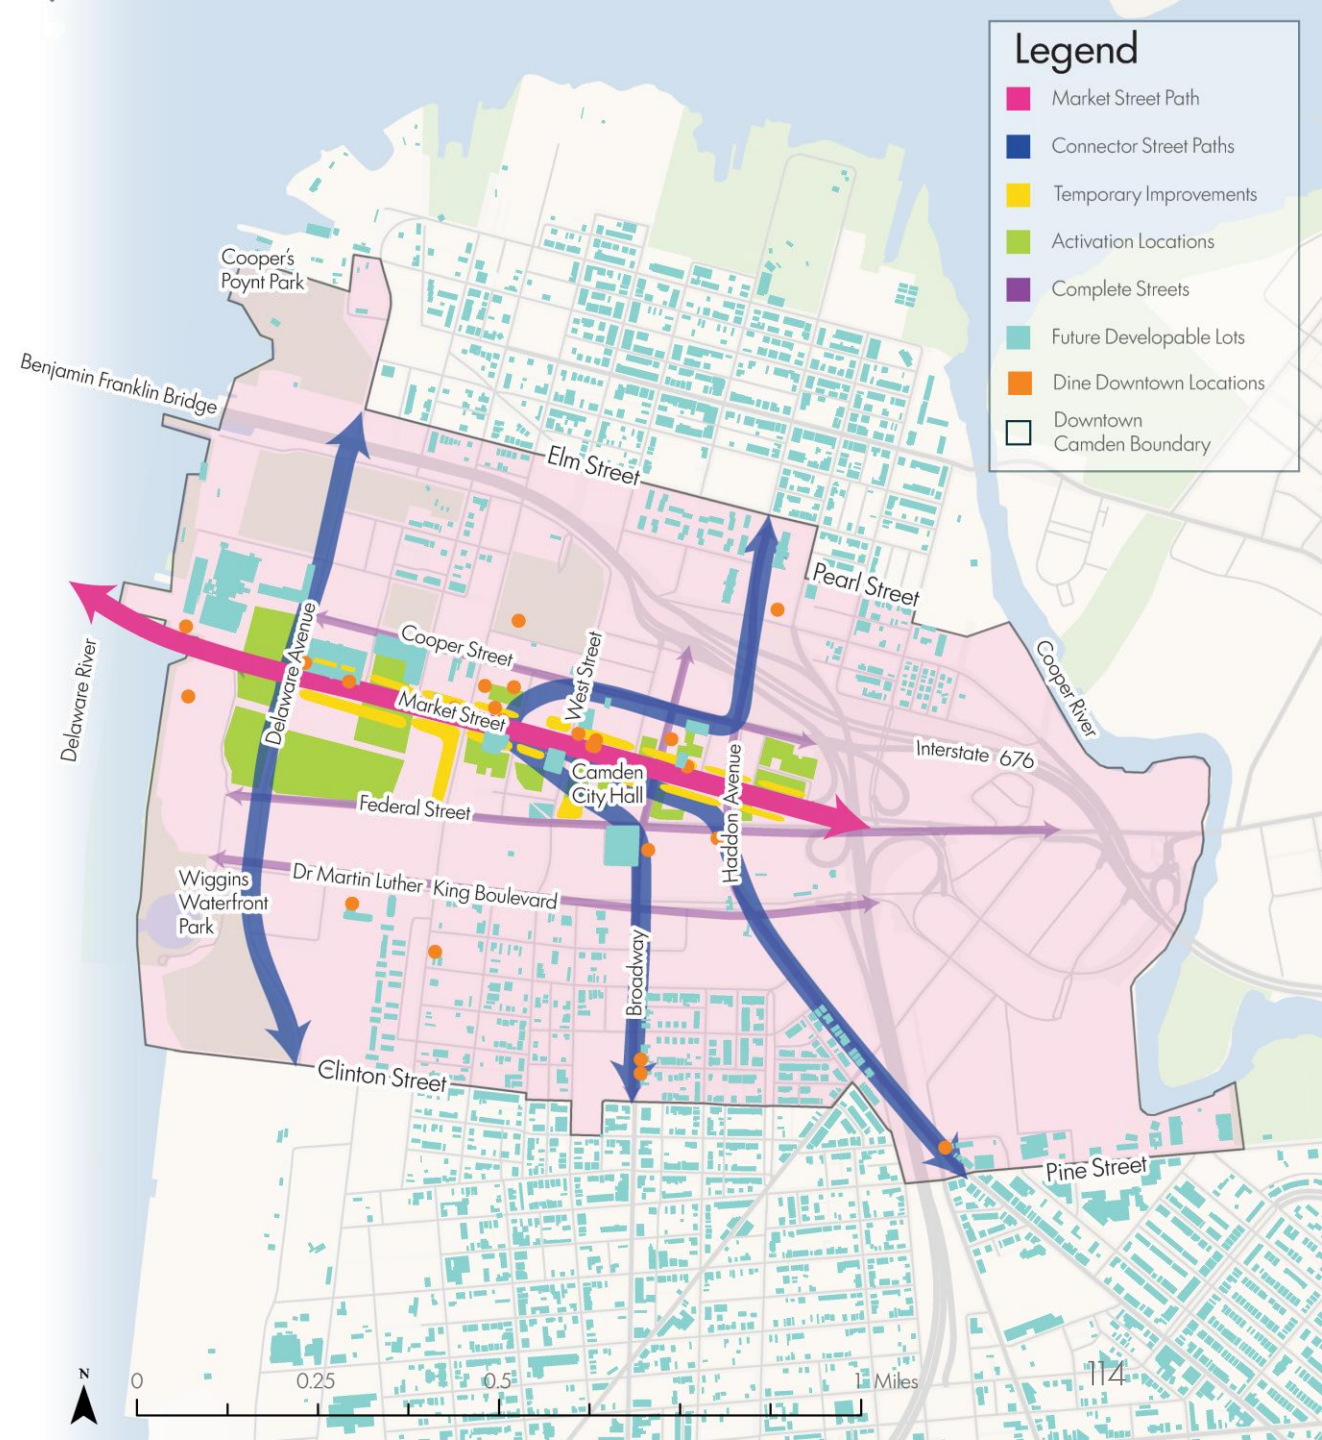 Legend
Market Street Path
Connector Street Paths
Temporary Improvements
Activation Locations
Complete Streets
Future Developable Lots
Dine Downtown Locations
Downtown
Camden Boundary
Cooper's
Poynt Park
Benjamin Franklin Bridge
Elm Street
Pearl Street
Cooper Street
West Street
Delaware Avenue
Delaware River
Market Street
Cooper River
Interstate 676
Camden
City Hall
Haddon Avenue
Federal Street
Dr Martin Luther King Boulevard
Wiggins
Waterfront
Park
Broadway
Clinton Street
Pine Street
N
0 0.25 0.5 1 Miles
114